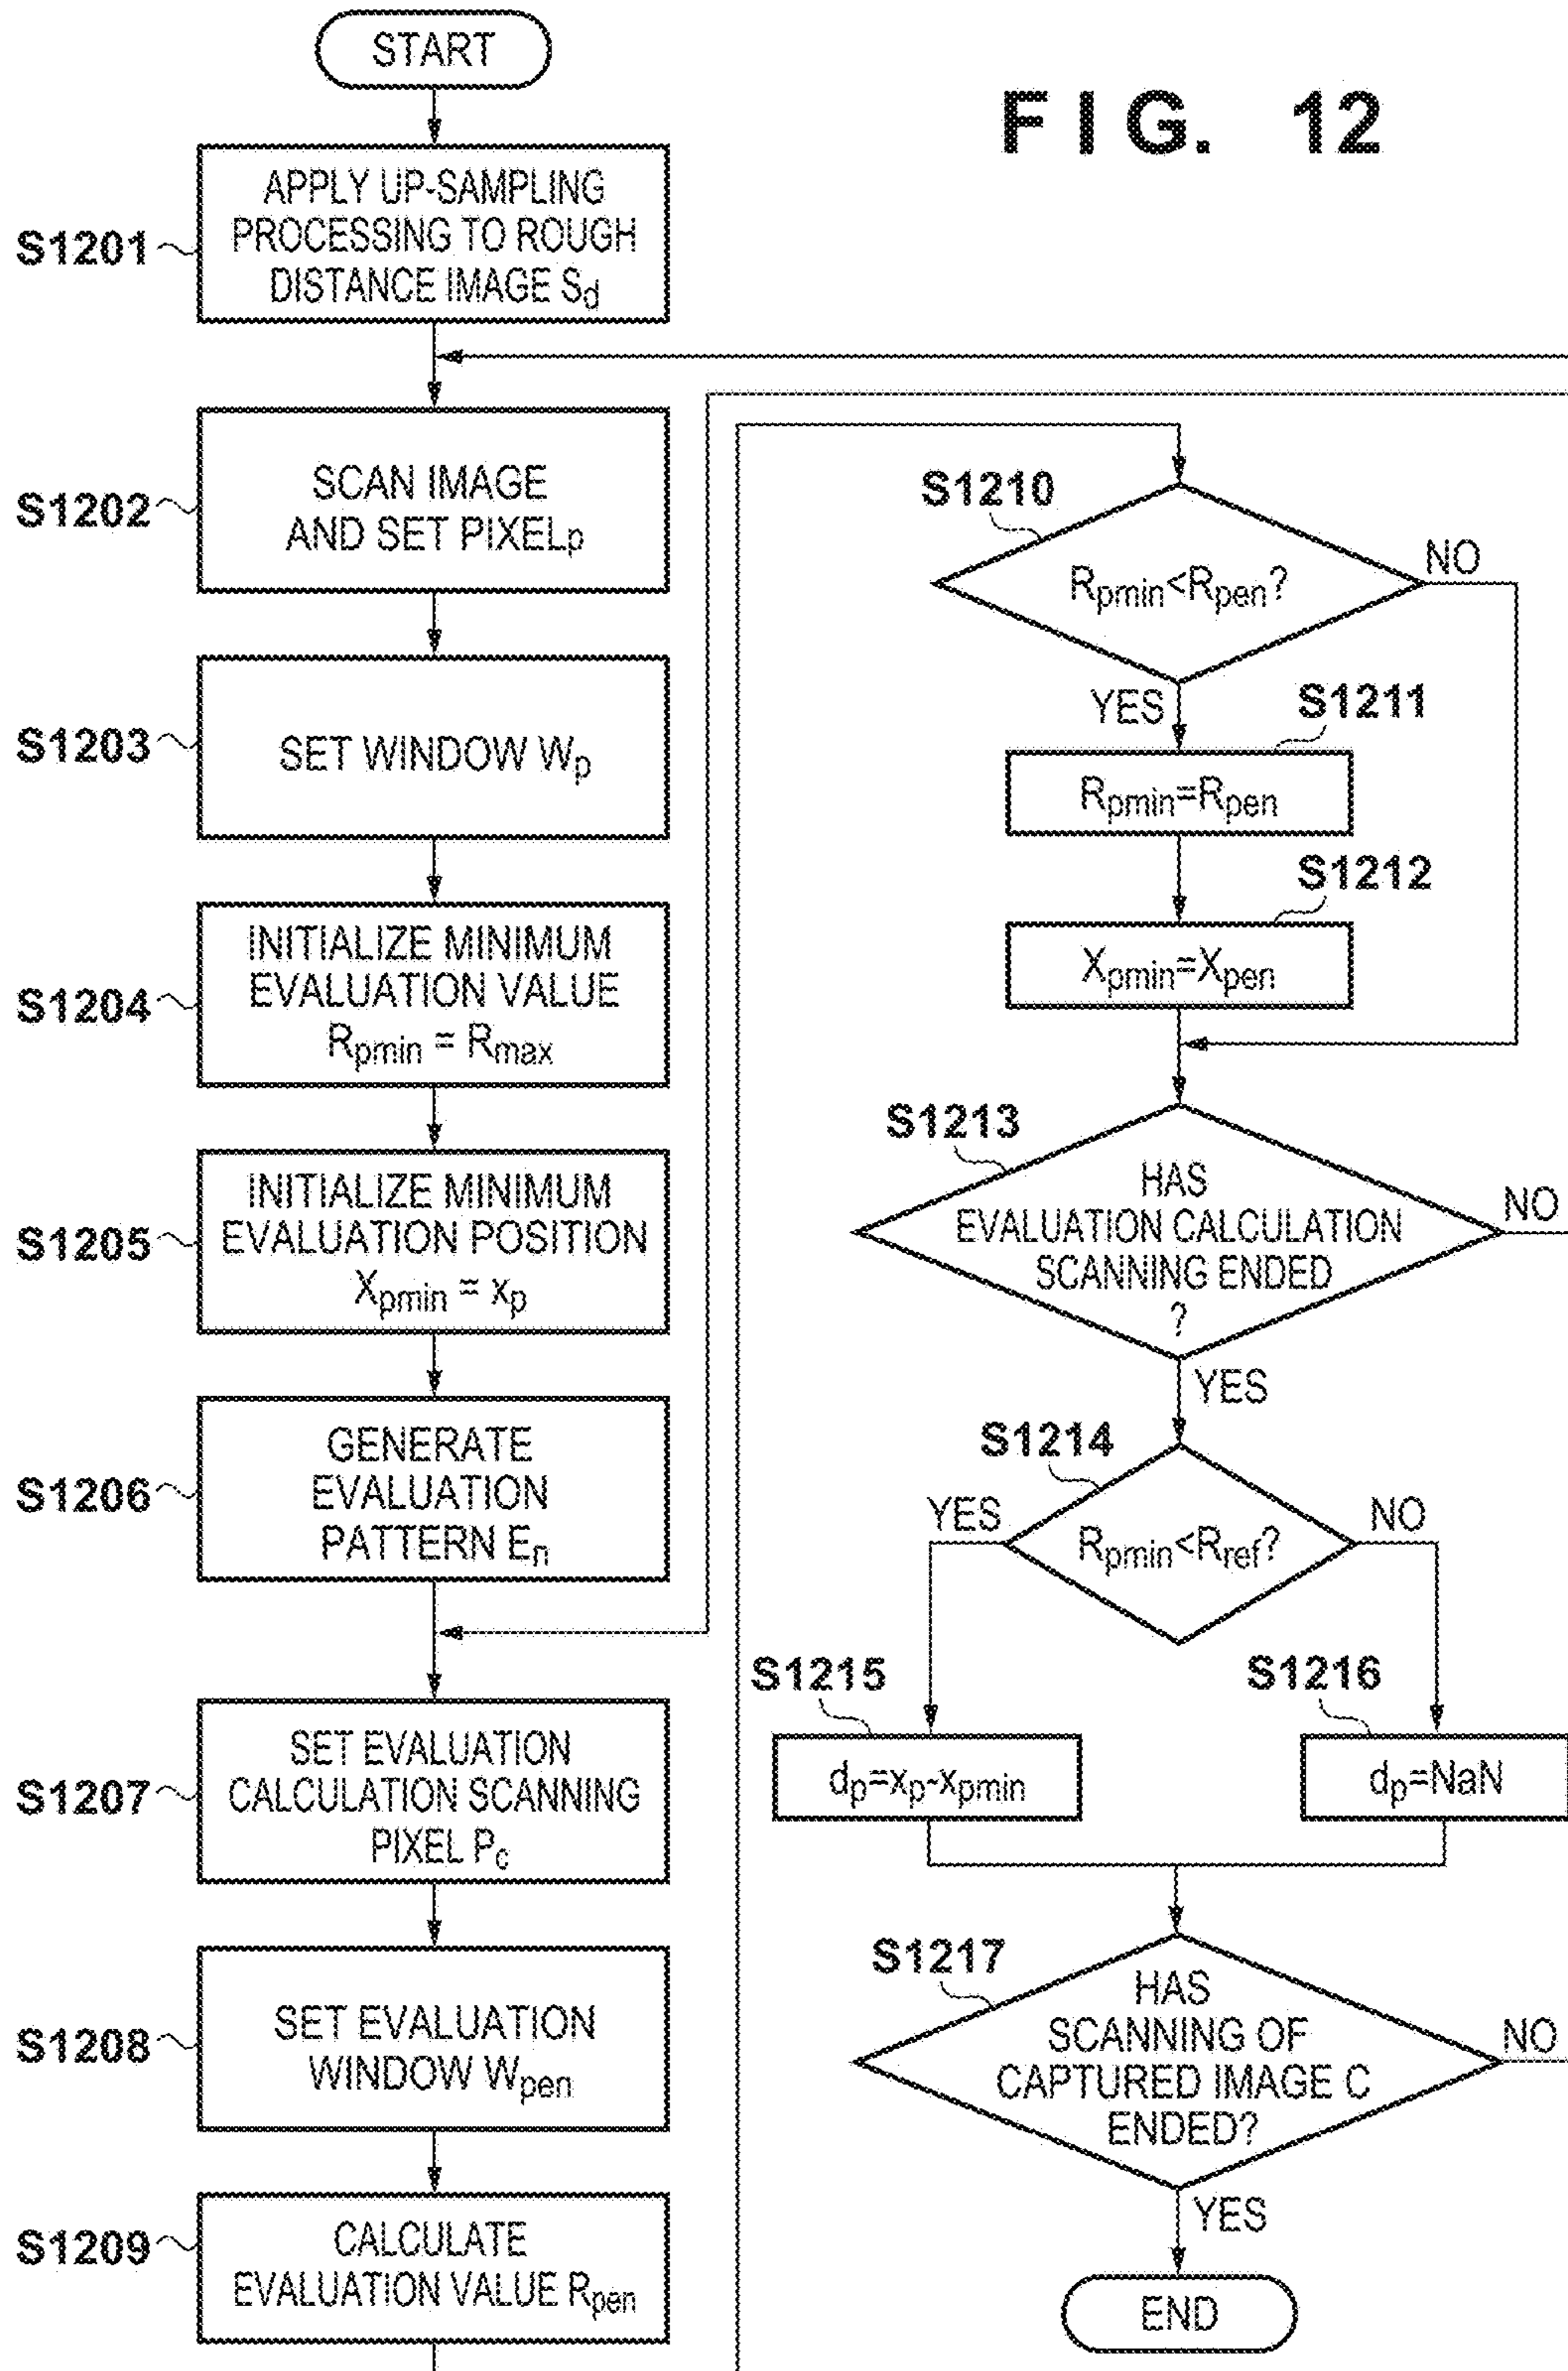 FIG. 12
START
S1201
APPLY UP-SAMPLING
PROCESSING TO ROUGH
DISTANCE IMAGE Sd
S1202
SCAN IMAGE
AND SET PIXELp
S1203
SET WINDOW Wp
S1204
INITIALIZE MINIMUM
EVALUATION VALUE
Rpmin = Rmax
S1205
INITIALIZE MINIMUM
EVALUATION POSITION
Xpmin = xp
S1206
GENERATE
EVALUATION
PATTERN En
S1207
SET EVALUATION
CALCULATION SCANNING
PIXEL Pc
S1208
SET EVALUATION
WINDOW Wpen
S1209
CALCULATE
EVALUATION VALUE Rpen
S1210
Rpmin<Rpen?
NO
YES
S1211
Rpmin=Rpen
S1212
Xpmin=Xpen
S1213
HAS
EVALUATION CALCULATION
SCANNING ENDED
?
NO
YES
S1214
Rpmin<Rref?
YES
NO
S1215
dp=xp-xpmin
S1216
dp=NaN
S1217
HAS
SCANNING OF
CAPTURED IMAGE C
ENDED?
NO
YES
END